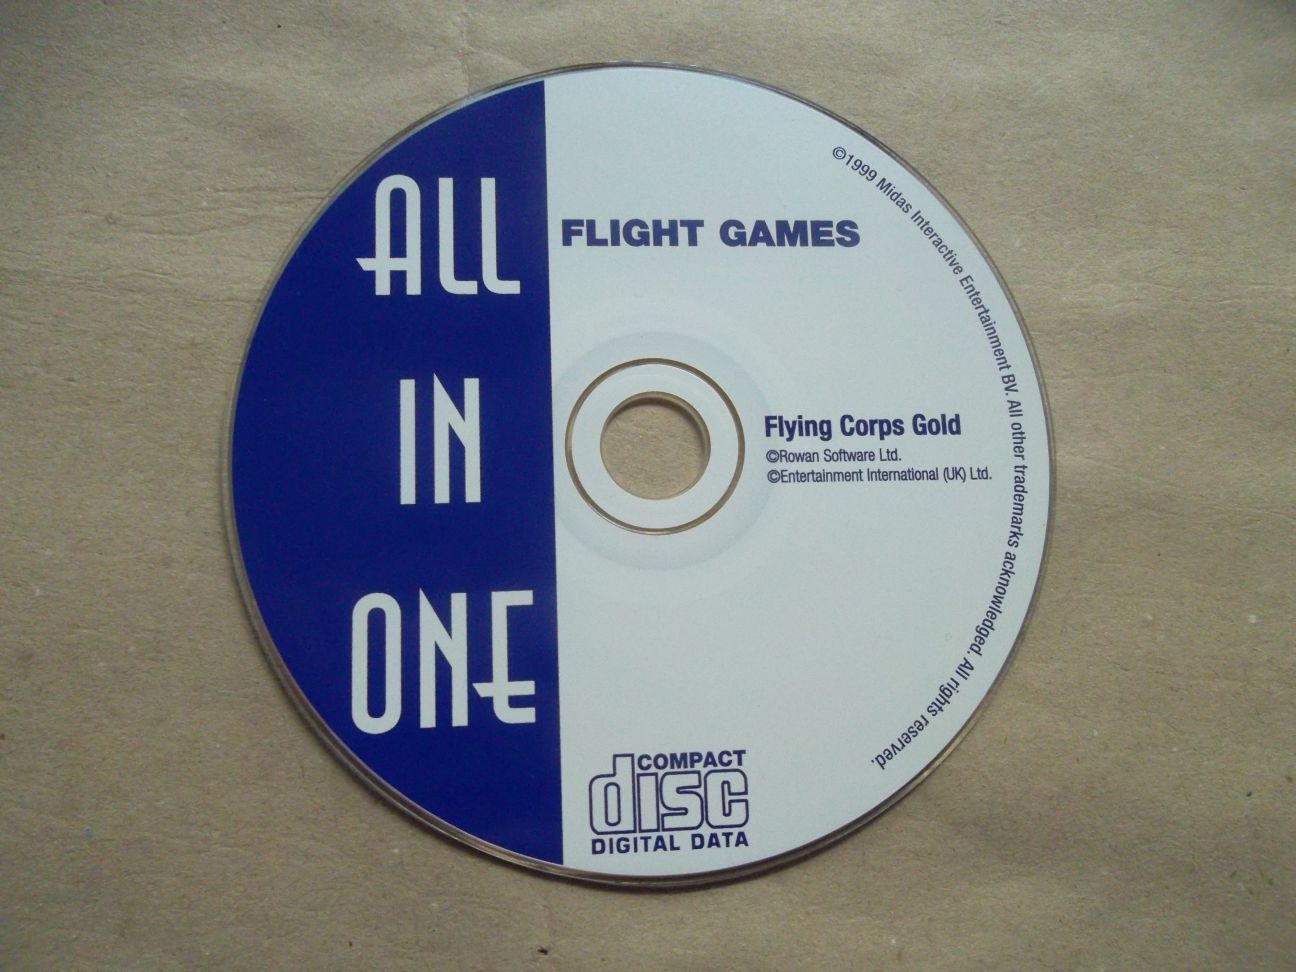 ALL
IN
ONE
FLIGHT GAMES
©1999 Midas Interactive Entertainment BV. All other trademarks acknowledged. All rights reserved.
Flying Corps Gold
©Rowan Software Ltd.
©Entertainment International (UK) Ltd.
COMPACT
disc
DIGITAL DATA